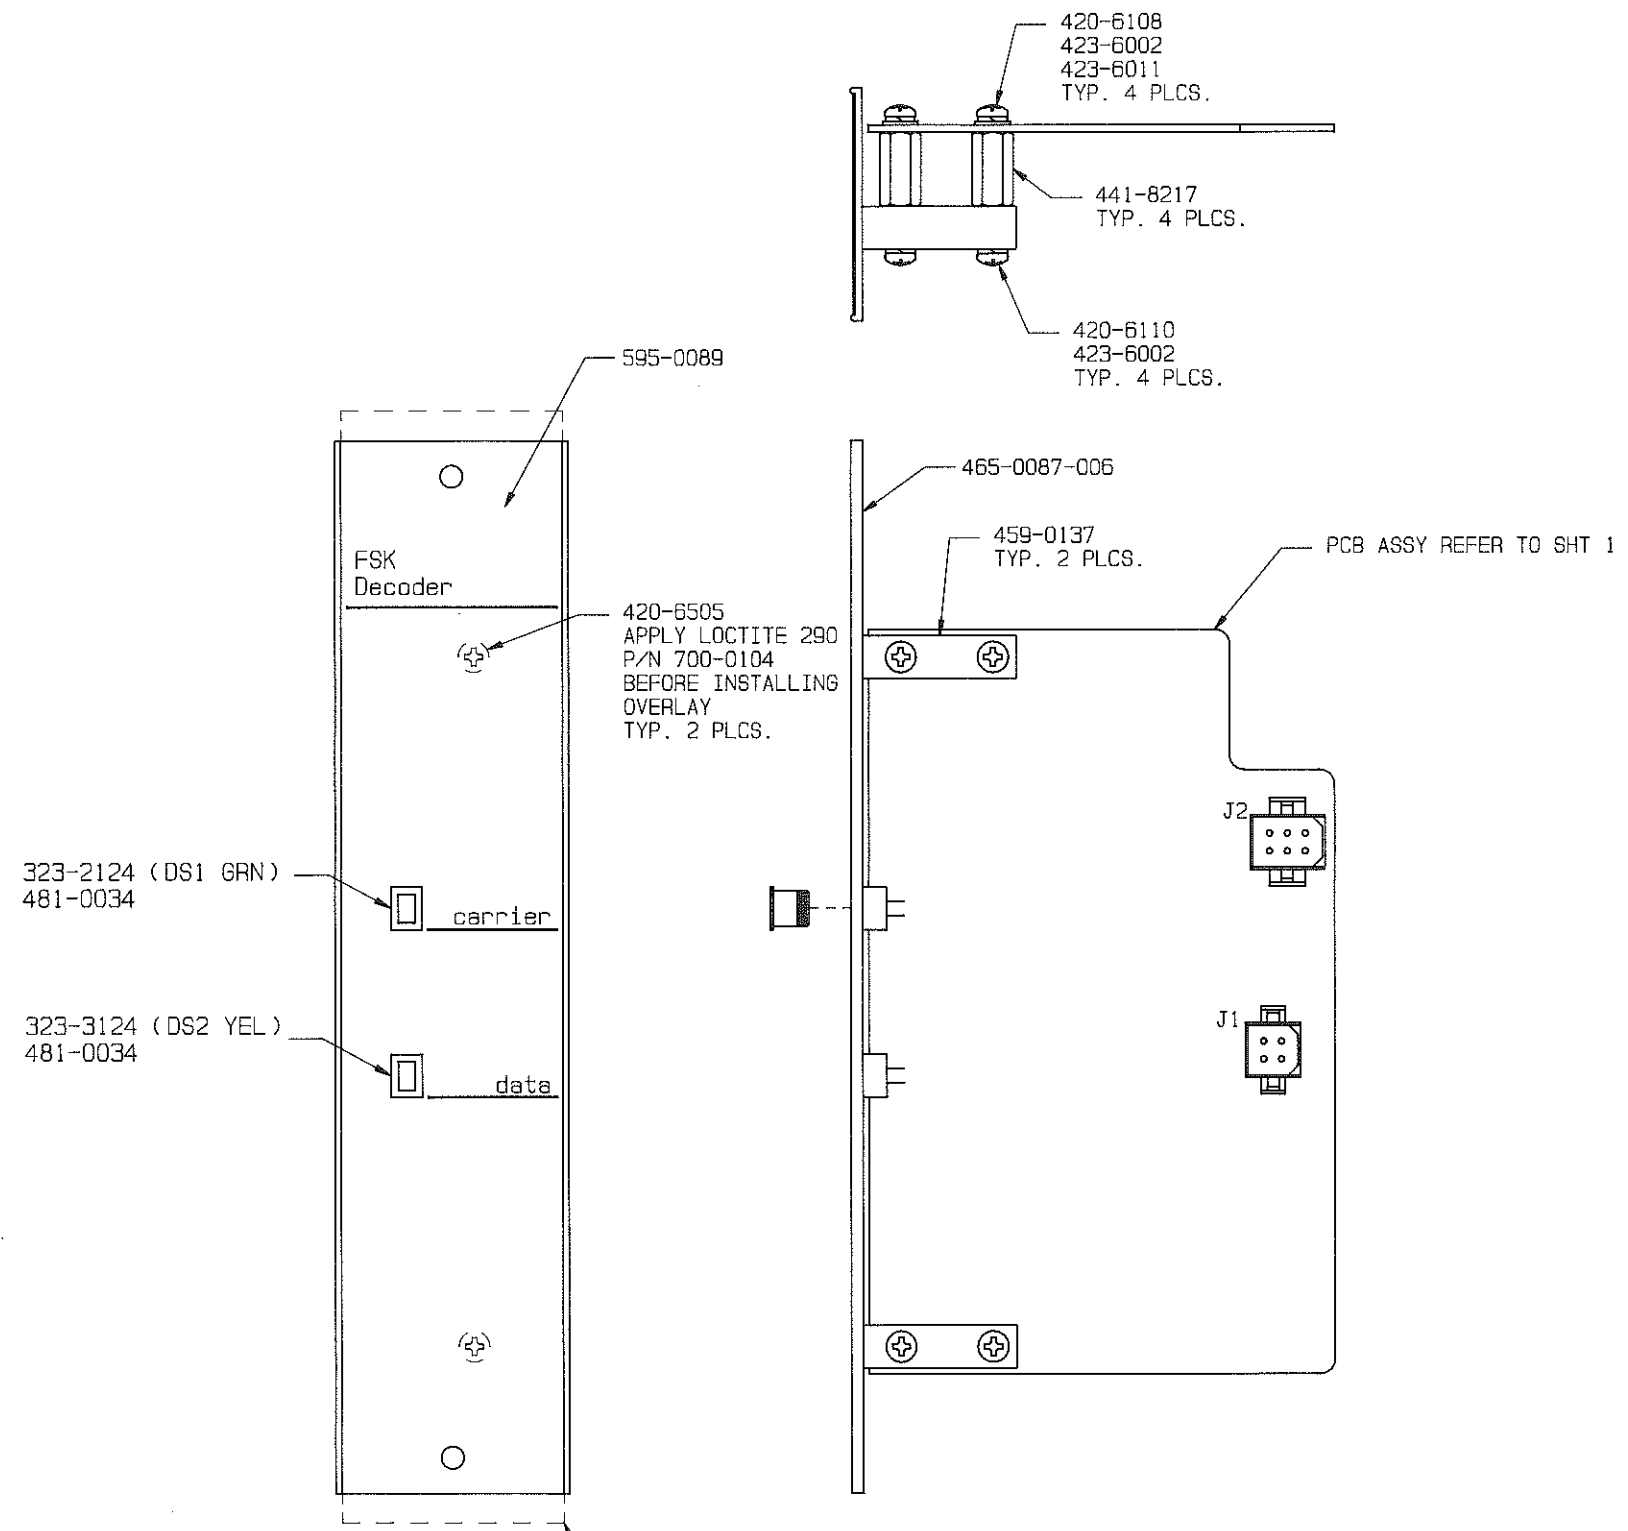 420-6108
423-6002
423-6011
TYP. 4 PLCS.
441-8217
TYP. 4 PLCS.
420-6110
423-6002
TYP. 4 PLCS.
595-0089
465-0087-006
459-0137
TYP. 2 PLCS.
PCB ASSY REFER TO SHT 1
FSK
Decoder
420-6505
APPLY LOCTITE 290
P/N 700-0104
BEFORE INSTALLING
OVERLAY
TYP. 2 PLCS.
J2
323-2124 (DS1 GRN)
481-0034
carrier
J1
323-3124 (DS2 YEL)
481-0034
data